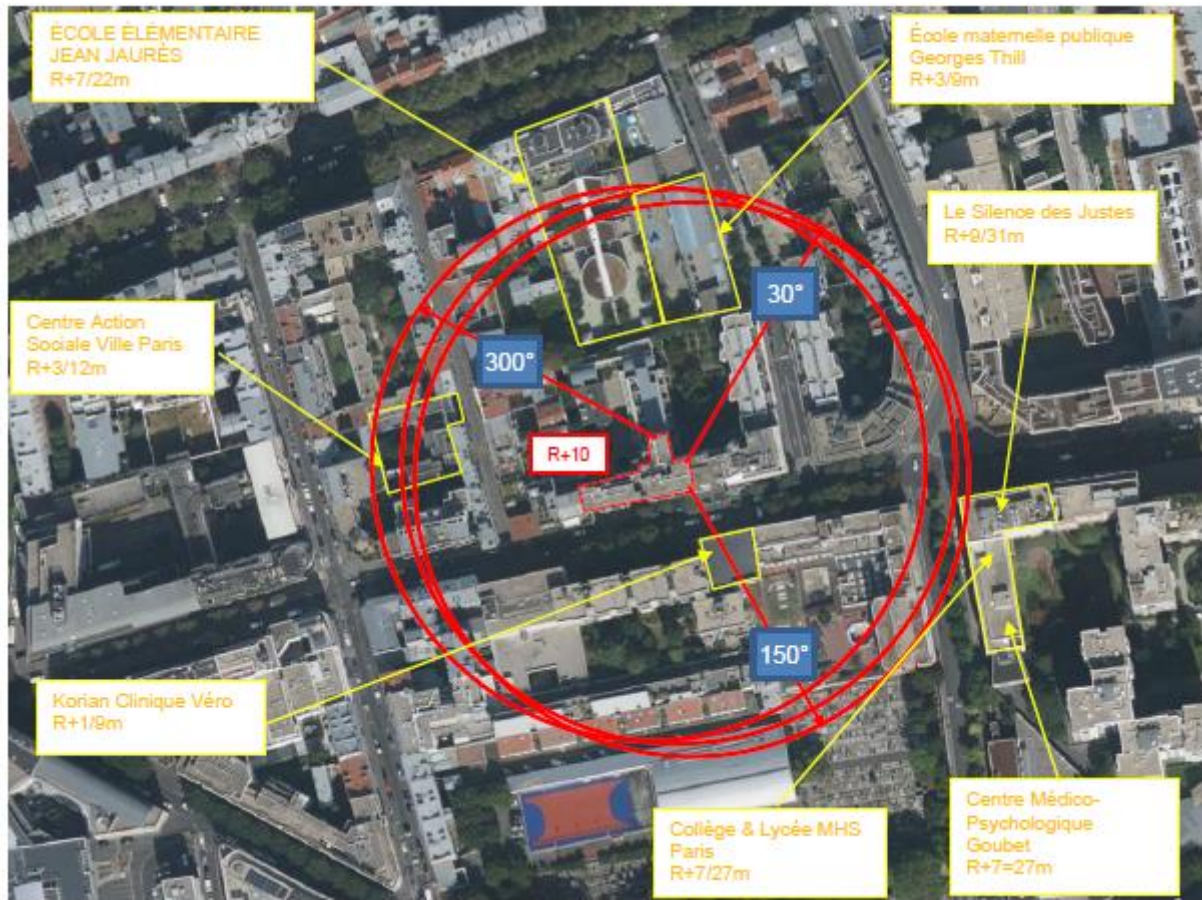 ÉCOLE ÉLÉMENTAIRE
JEAN JAURÈS
R+7/22m
École maternelle publique
Georges Thill
R+3/9m
Le Silence des Justes
R+9/31m
30°
Centre Action
Sociale Ville Paris
R+3/12m
300°
R+10
150°
Korian Clinique Véro
R+1/9m
Collège & Lycée MHS
Paris
R+7/27m
Centre Médico-
Psychologique
Goubet
R+7=27m